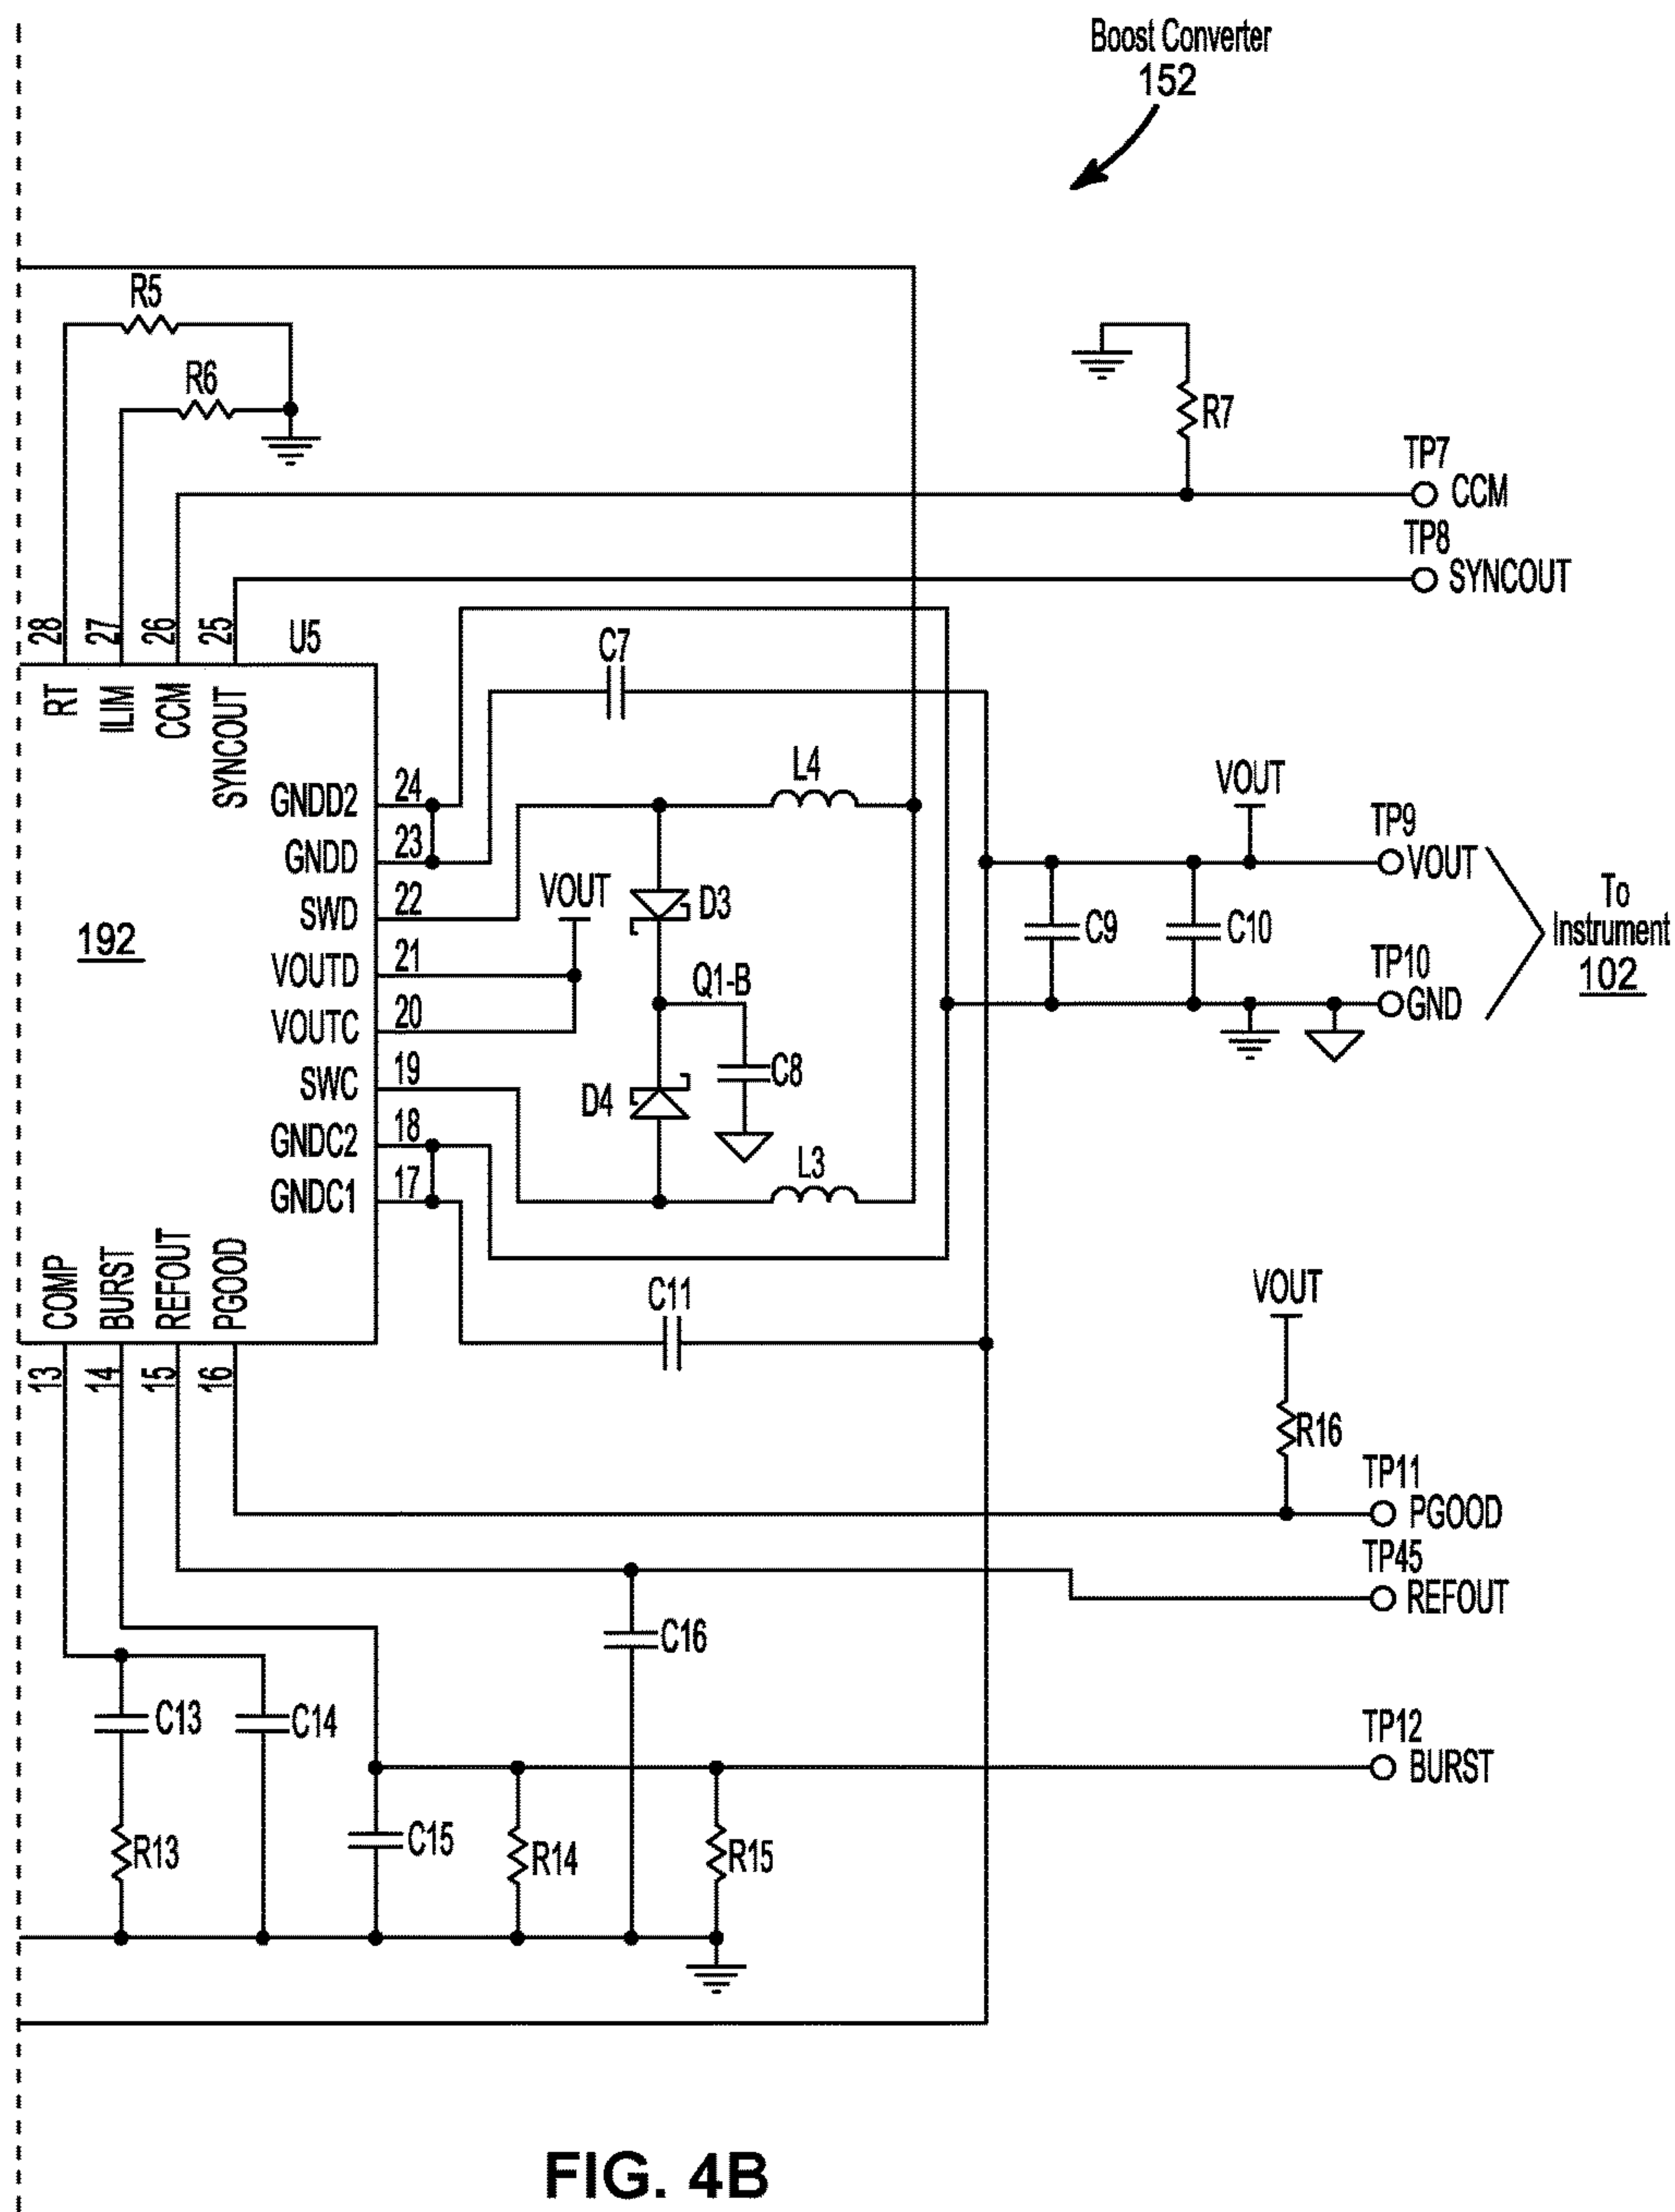 Boost Converter
152
R5
R6
R7
TP7
CCM
TP8
SYNCOUT
28
27
26
25
U5
RT
ILIM
CCM
SYNCOUT
C7
L4
GNDD2
24
GNDD
23
SWD
22
VOUTD
21
VOUTC
20
SWC
19
GNDC2
18
GNDC1
17
192
VOUT
D3
Q1-B
C8
D4
L3
VOUT
TP9
VOUT
C9
C10
TP10
GND
To
Instrument
102
COMP
BURST
REFOUT
PGOOD
13
14
15
16
C11
VOUT
R16
TP11
PGOOD
TP45
REFOUT
C16
C13
C14
TP12
BURST
R13
C15
R14
R15
FIG. 4B